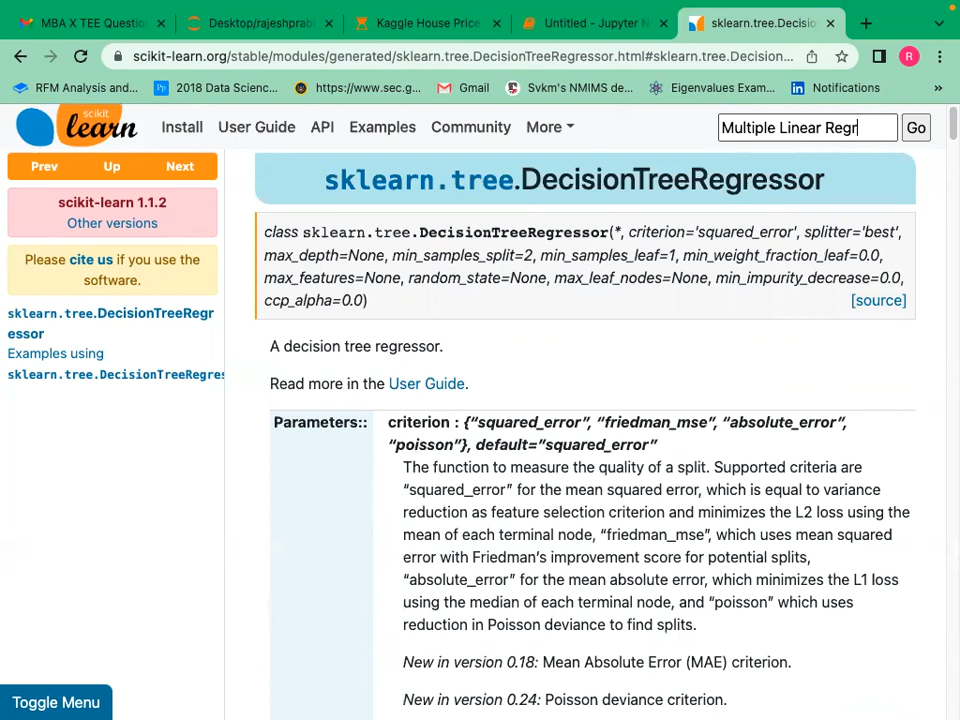 MBA X TEE Questio
Desktop/rajeshprab
Kaggle House Price
Untitled - Jupyter N
sklearn.tree.Decisio
scikit-learn.org/stable/modules/generated/sklearn.tree.DecisionTreeRegressor.html#sklearn.tree.Decision...
R
RFM Analysis and...
2018 Data Scienc...
https://www.sec.g...
Gmail
Svkm's NMIMS de...
Eigenvalues Exam...
Notifications
»
scikit
learn
Install
User Guide
API
Examples
Community
More
Multiple Linear Regr
Go
Prev
Up
Next
scikit-learn 1.1.2
Other versions
Please cite us if you use the
software.
sklearn.tree.DecisionTreeRegr
essor
Examples using
sklearn.tree.DecisionTreeRegres
sklearn.tree.DecisionTreeRegressor
class sklearn.tree.DecisionTreeRegressor(*, criterion='squared_error', splitter='best',
max_depth=None, min_samples_split=2, min_samples_leaf=1, min_weight_fraction_leaf=0.0,
max_features=None, random_state=None, max_leaf_nodes=None, min_impurity_decrease=0.0,
ccp_alpha=0.0)
[source]
A decision tree regressor.
Read more in the User Guide.
Parameters::
criterion : {“squared_error”, “friedman_mse”, “absolute_error”,
“poisson”}, default=”squared_error”
The function to measure the quality of a split. Supported criteria are
“squared_error” for the mean squared error, which is equal to variance
reduction as feature selection criterion and minimizes the L2 loss using the
mean of each terminal node, “friedman_mse”, which uses mean squared
error with Friedman’s improvement score for potential splits,
“absolute_error” for the mean absolute error, which minimizes the L1 loss
using the median of each terminal node, and “poisson” which uses
reduction in Poisson deviance to find splits.
New in version 0.18: Mean Absolute Error (MAE) criterion.
New in version 0.24: Poisson deviance criterion.
Toggle Menu